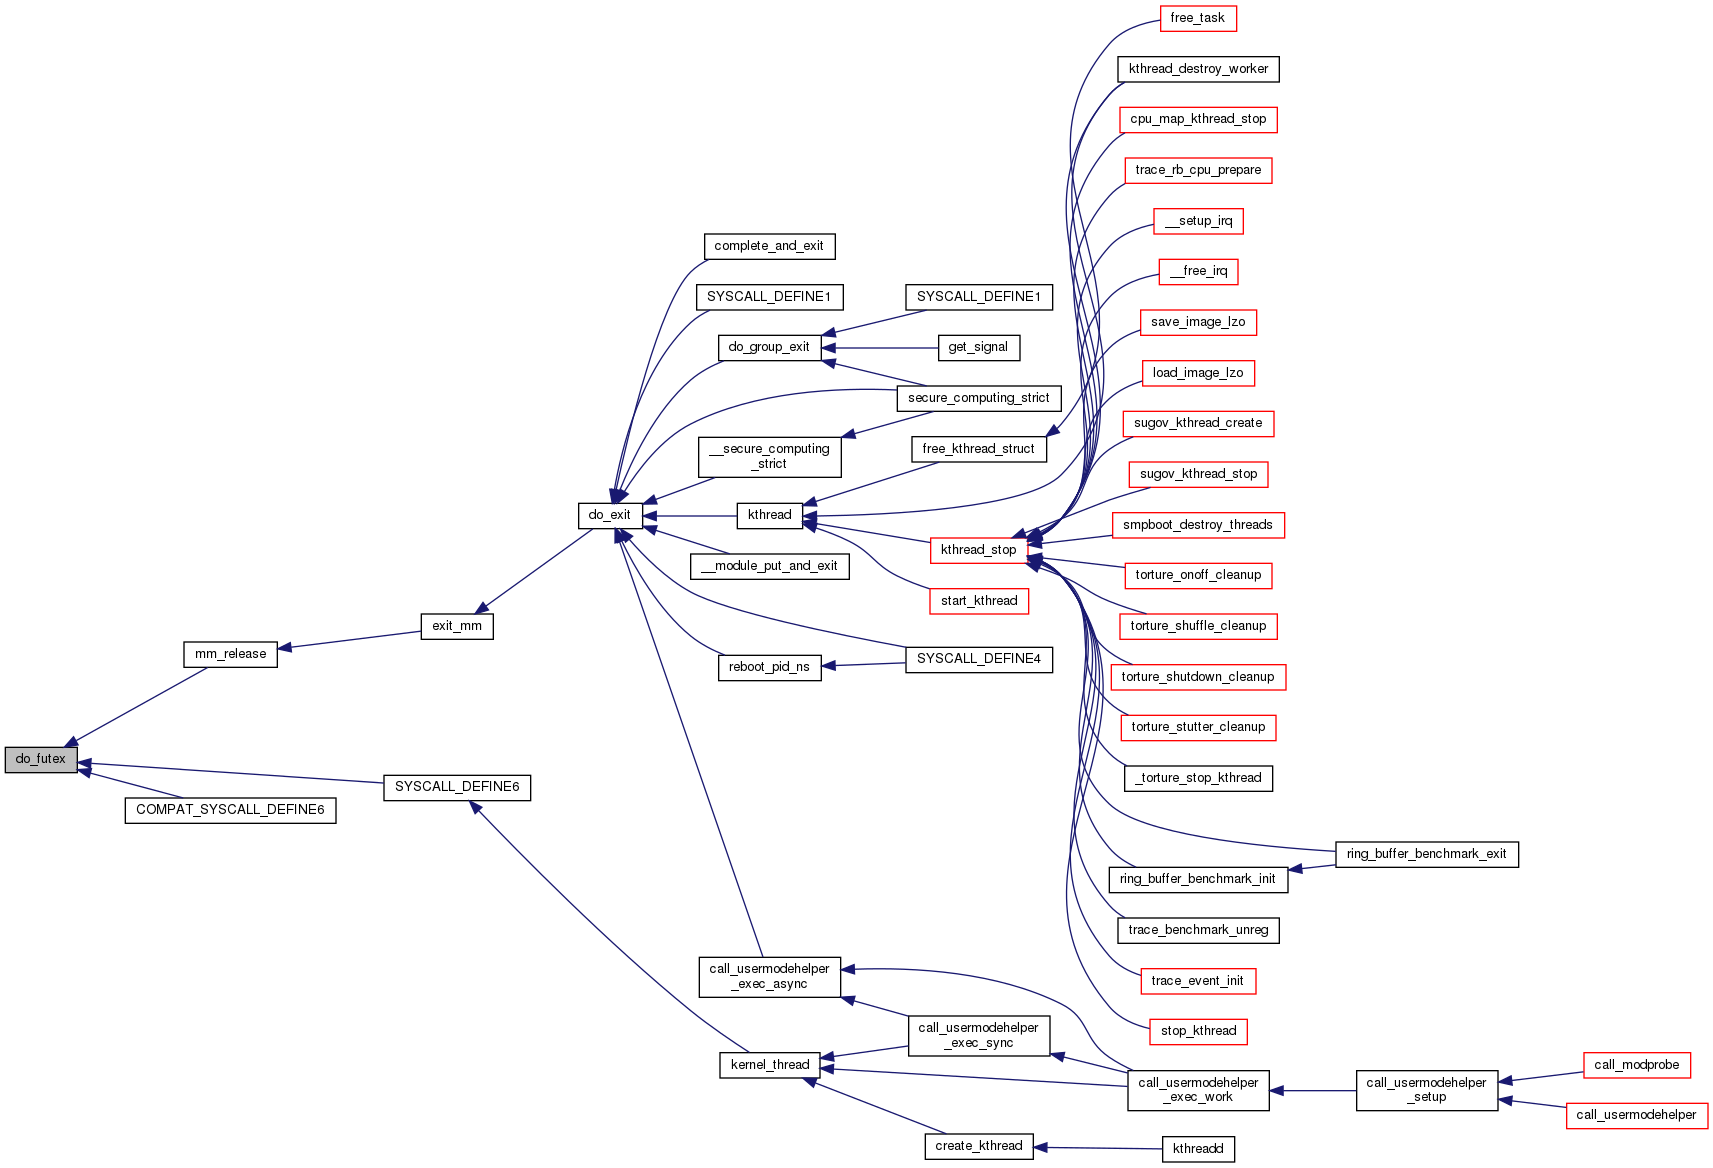 free_task
kthread_destroy_worker
cpu_map_kthread_stop
trace_rb_cpu_prepare
__setup_irq
complete_and_exit
__free_irq
SYSCALL_DEFINE1
SYSCALL_DEFINE1
save_image_lzo
do_group_exit
get_signal
load_image_lzo
secure_computing_strict
sugov_kthread_create
__secure_computing
_strict
free_kthread_struct
sugov_kthread_stop
do_exit
kthread
smpboot_destroy_threads
kthread_stop
__module_put_and_exit
torture_onoff_cleanup
start_kthread
exit_mm
torture_shuffle_cleanup
mm_release
reboot_pid_ns
SYSCALL_DEFINE4
torture_shutdown_cleanup
torture_stutter_cleanup
do_futex
_torture_stop_kthread
SYSCALL_DEFINE6
COMPAT_SYSCALL_DEFINE6
ring_buffer_benchmark_exit
ring_buffer_benchmark_init
trace_benchmark_unreg
call_usermodehelper
_exec_async
trace_event_init
call_usermodehelper
_exec_sync
stop_kthread
kernel_thread
call_modprobe
call_usermodehelper
_exec_work
call_usermodehelper
_setup
call_usermodehelper
create_kthread
kthreadd